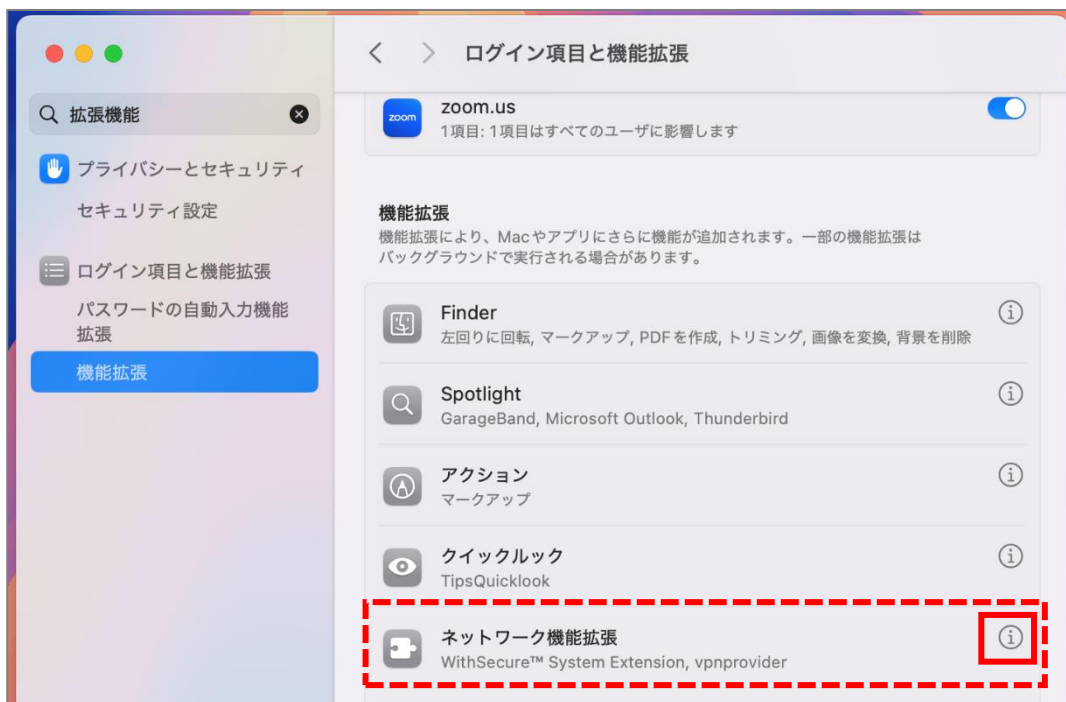 拡張機能
プライバシーとセキュリティ
セキュリティ設定
ログイン項目と機能拡張
パスワードの自動入力機能
拡張
機能拡張
ログイン項目と機能拡張
zoom
zoom.us
1項目: 1項目はすべてのユーザに影響します
機能拡張
機能拡張により、Macやアプリにさらに機能が追加されます。一部の機能拡張は
バックグラウンドで実行される場合があります。
Finder
左回りに回転, マークアップ, PDFを作成, トリミング, 画像を変換, 背景を削除
Spotlight
GarageBand, Microsoft Outlook, Thunderbird
アクション
マークアップ
クイックルック
TipsQuicklook
ネットワーク機能拡張
WithSecure™ System Extension, vpnprovider